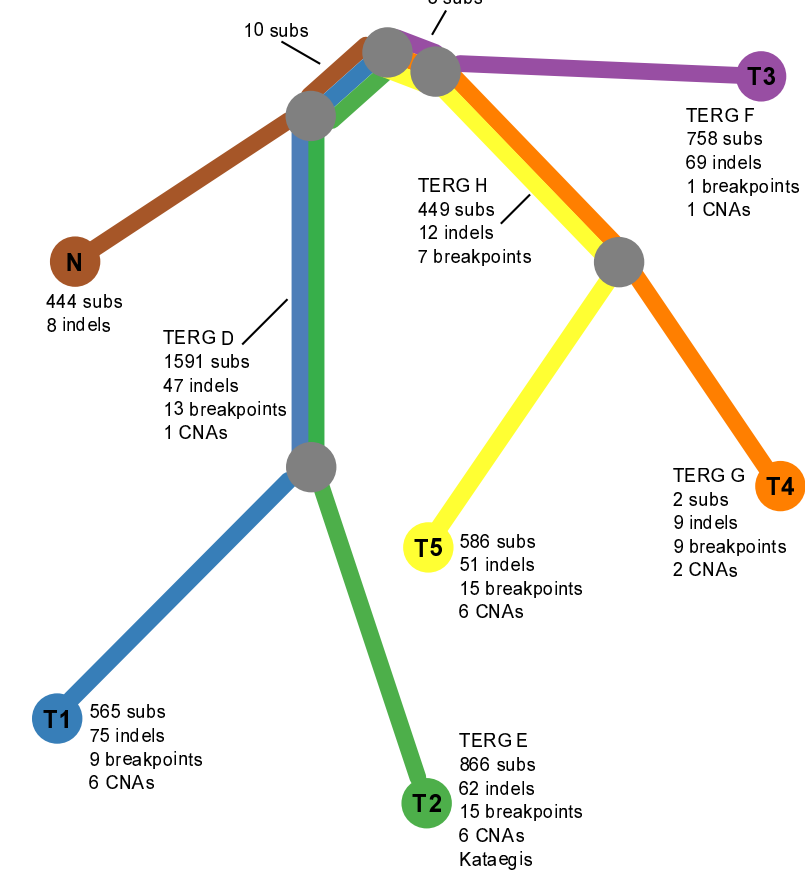 10 subs
T3
TERG F
758 subs
69 indels
1 breakpoints
1 CNAs
TERG H
449 subs
12 indels
7 breakpoints
N
444 subs
8 indels
TERG D
1591 subs
47 indels
13 breakpoints
1 CNAs
TERG G
2 subs
9 indels
9 breakpoints
2 CNAs
T4
T5
586 subs
51 indels
15 breakpoints
6 CNAs
T1
565 subs
75 indels
9 breakpoints
6 CNAs
T2
TERG E
866 subs
62 indels
15 breakpoints
6 CNAs
Kataegis